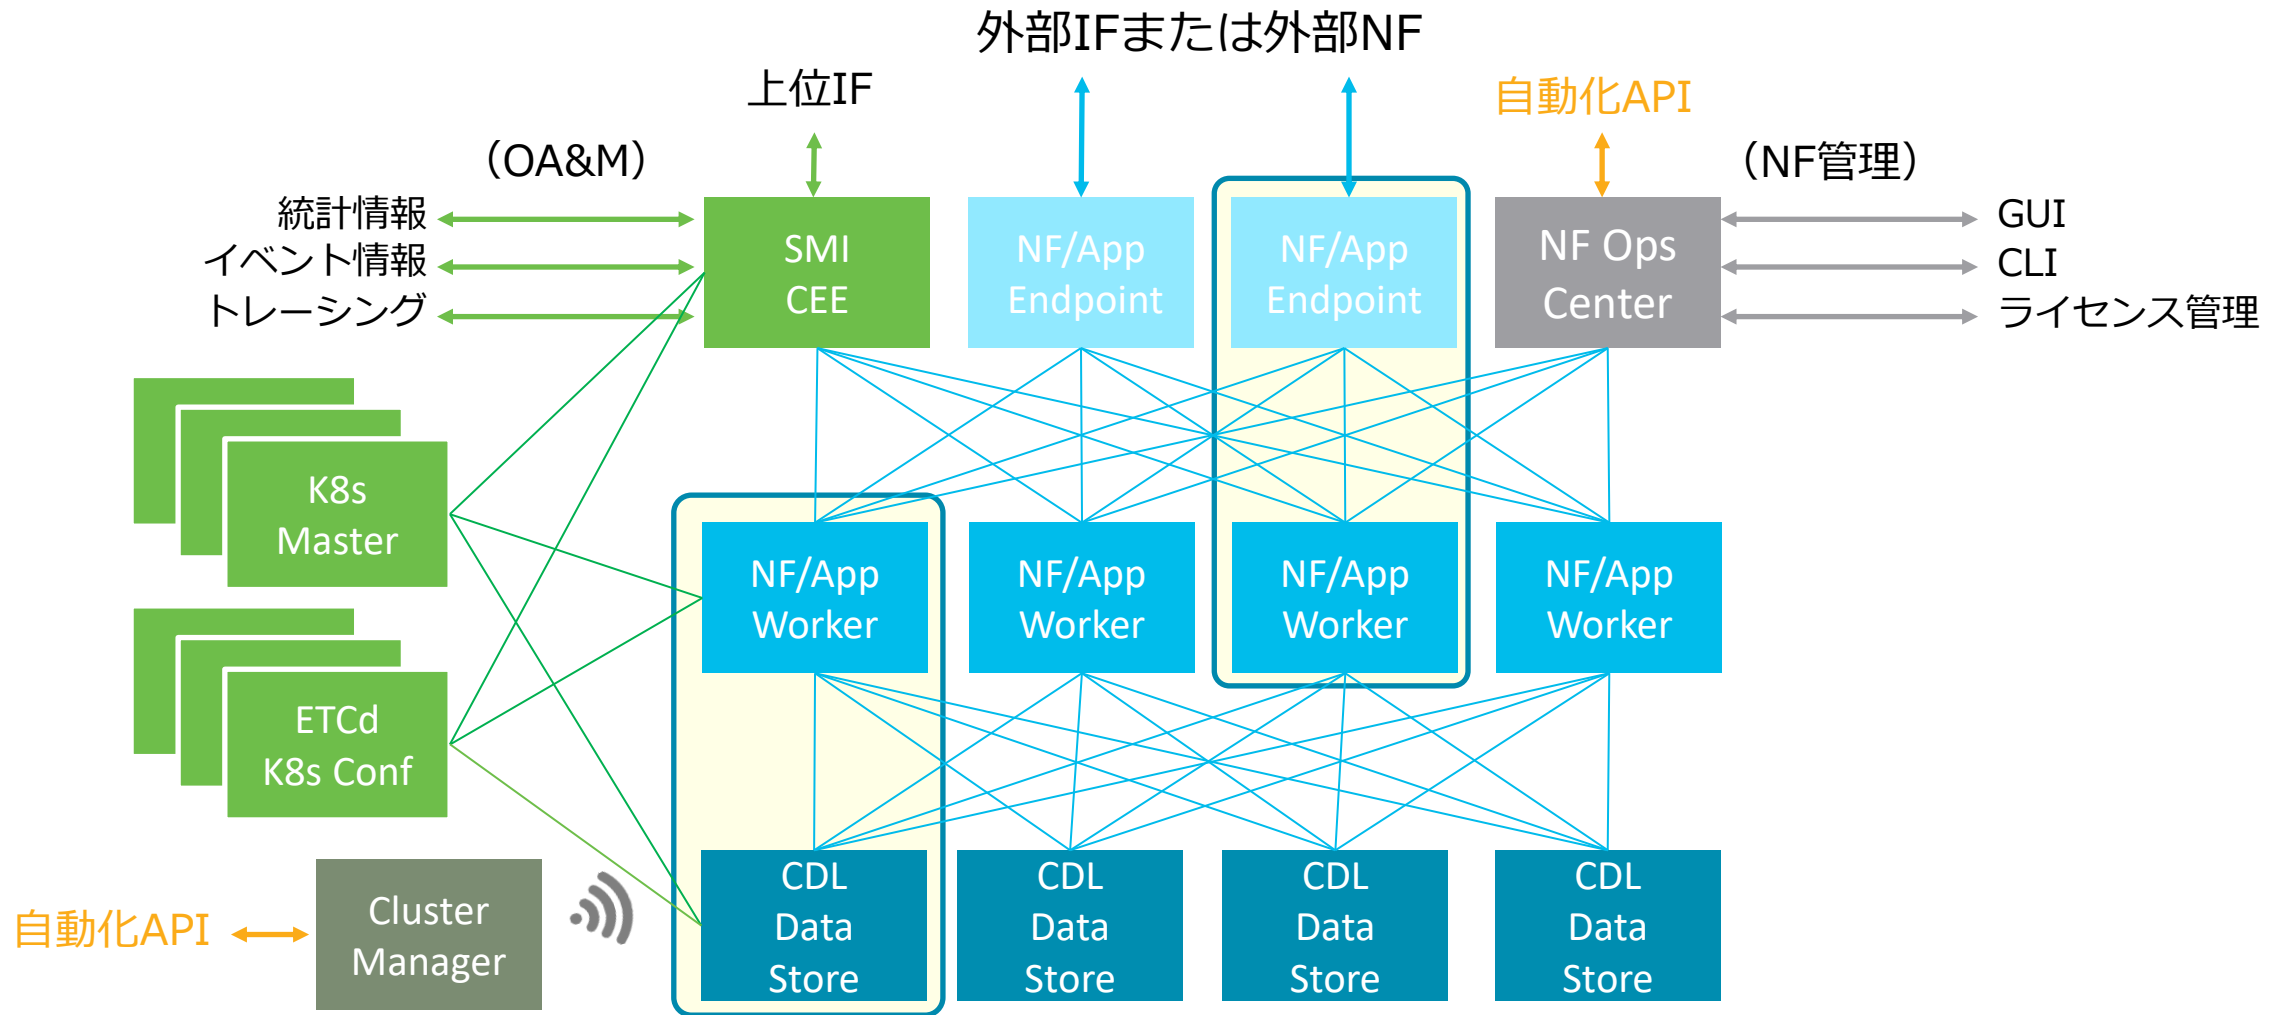 外部IFまたは外部NF
上位IF
自動化API
（OA&M）
（NF管理）
統計情報
イベント情報
トレーシング
SMI
CEE
NF/App
Endpoint
NF/App
Endpoint
NF Ops
Center
GUI
CLI
ライセンス管理
K8s
Master
NF/App
Worker
NF/App
Worker
NF/App
Worker
NF/App
Worker
ETCd
K8s Conf
Cluster
Manager
自動化API
CDL
Data
Store
CDL
Data
Store
CDL
Data
Store
CDL
Data
Store